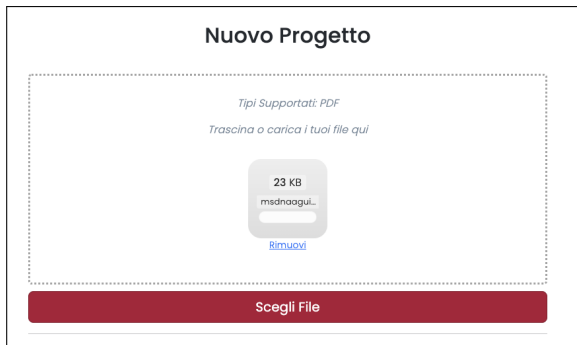 Nuovo Progetto
Tipi Supportati: PDF
Trascina o carica i tuoi file qui
23 KB
msdnaagui...
Rimuovi
Scegli File